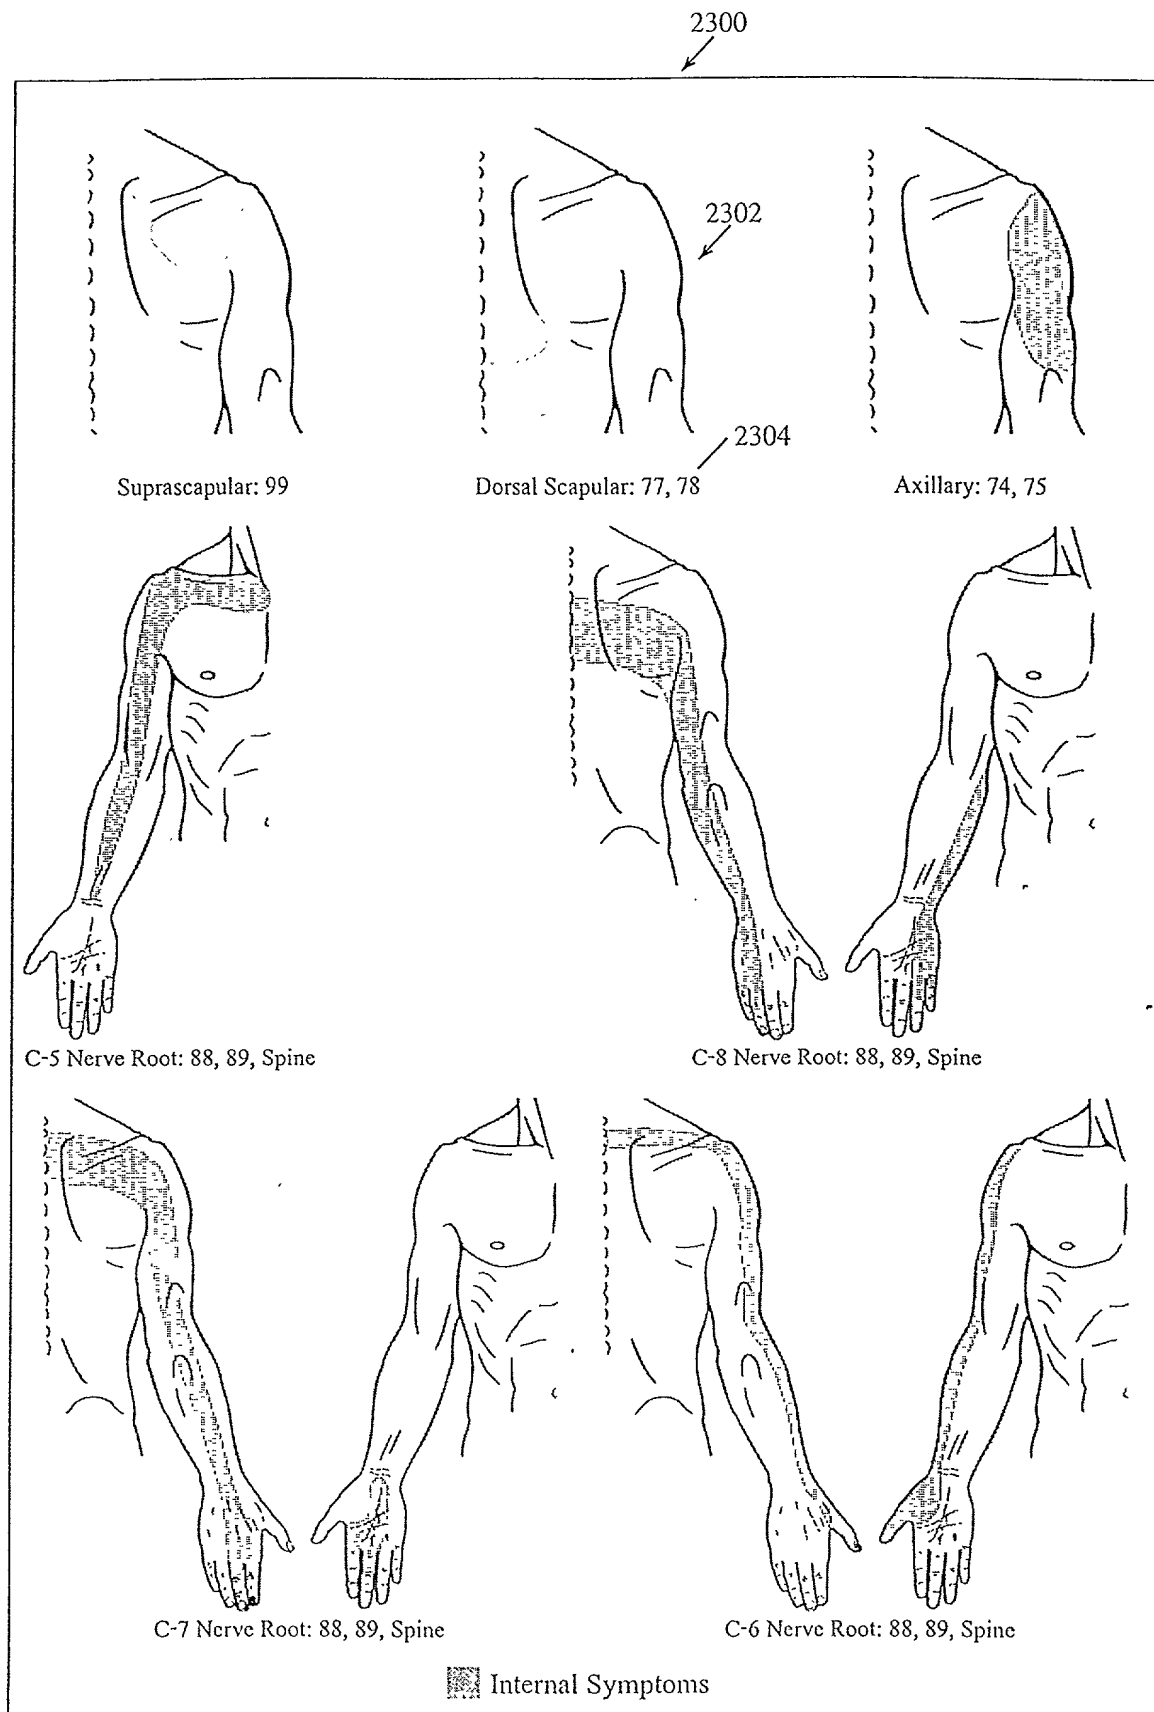 2300
2302
2304
Suprascapular: 99
Dorsal Scapular: 77, 78
Axillary: 74, 75
C-5 Nerve Root: 88, 89, Spine
C-8 Nerve Root: 88, 89, Spine
C-7 Nerve Root: 88, 89, Spine
C-6 Nerve Root: 88, 89, Spine
Internal Symptoms